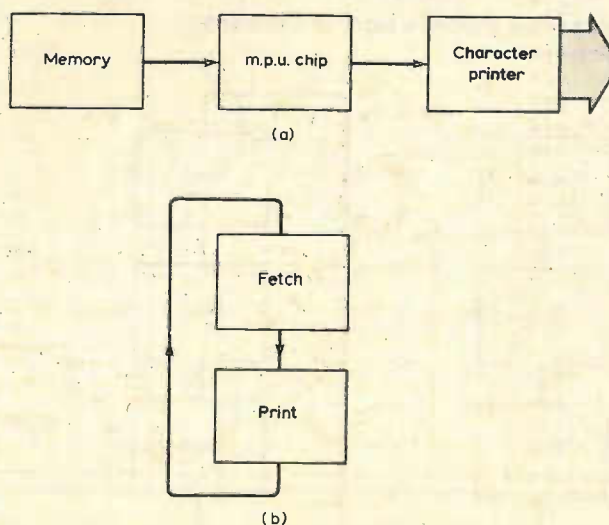 Memory
m.p.u. chip
Character
printer
(a)
Fetch
Print
(b)